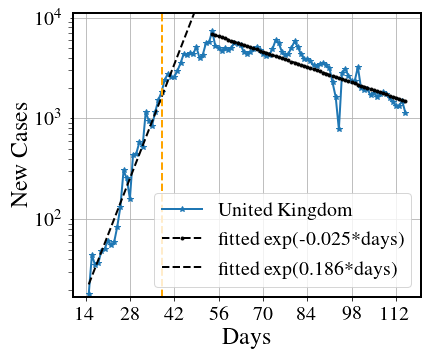 10^4
10^3
10^2
New Cases
United Kingdom
fitted exp(-0.025*days)
fitted exp(0.186*days)
14 28 42 56 70 84 98 112
Days